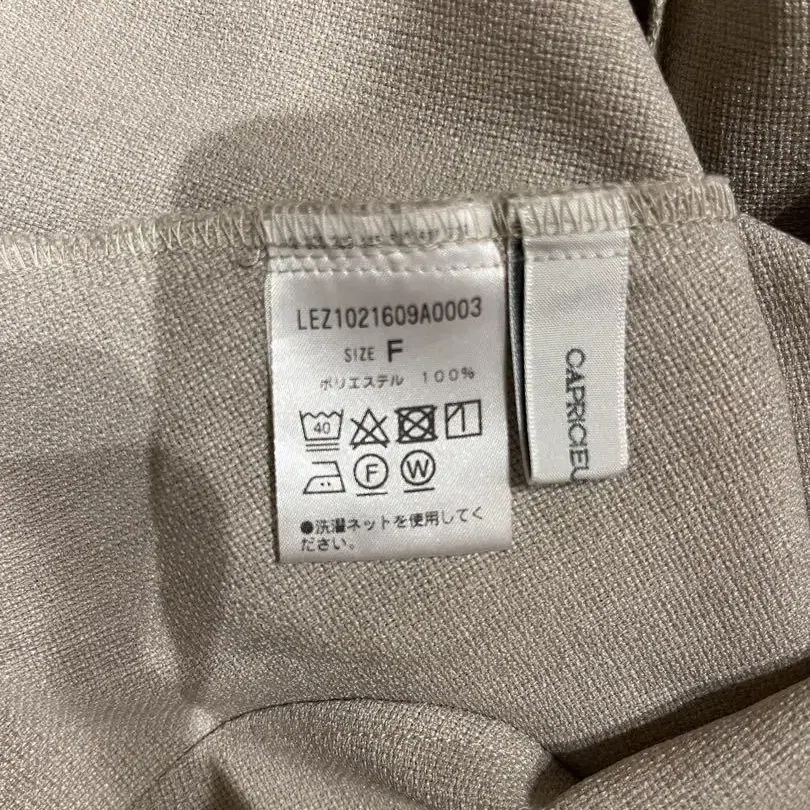 LEZ1021609A0003
SIZE F
ポリエステル 100%
40
F W
●洗濯ネットを使用してく
ださい。
CAPRICIEU